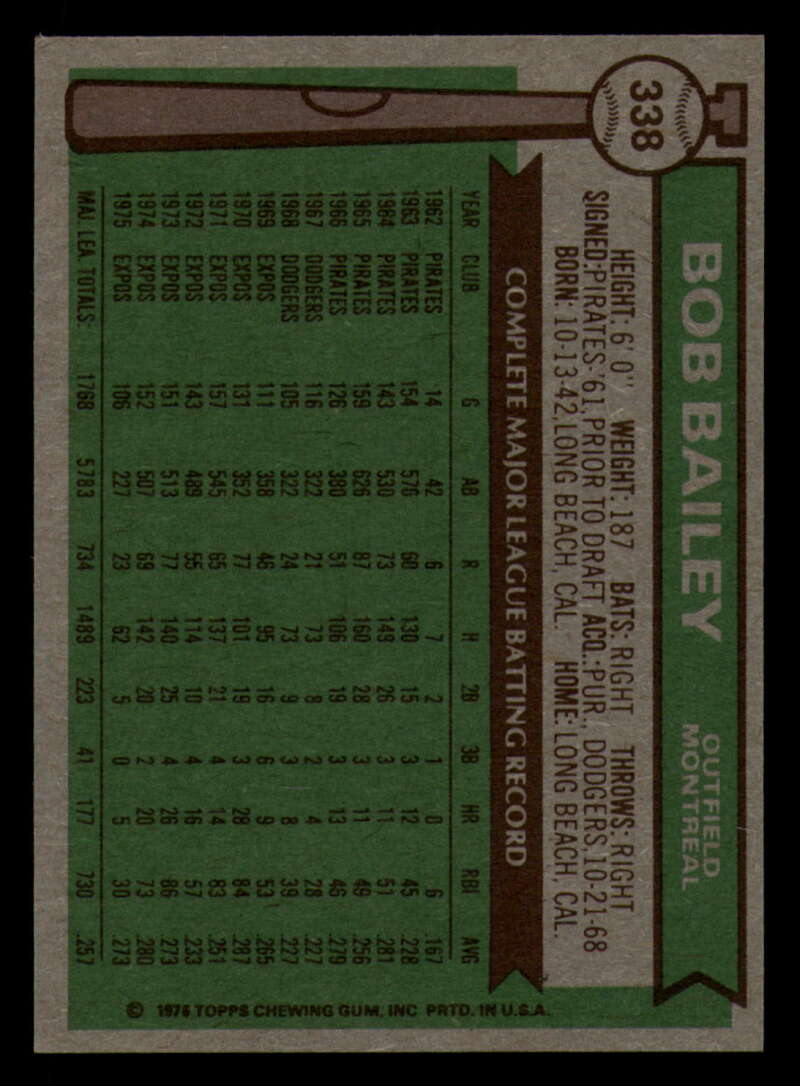 338
BOB BAILEY
OUTFIELD
MONTREAL
HEIGHT: 6' 0" WEIGHT: 187 BATS: RIGHT THROWS: RIGHT
SIGNED: PIRATES-'61, PRIOR TO DRAFT ACQ.: PUR., DODGERS, 10-21-68
BORN: 10-13-42, LONG BEACH, CAL. HOME: LONG BEACH, CAL.
COMPLETE MAJOR LEAGUE BATTING RECORD
YEAR CLUB G AB R H 2B 3B HR RBI AVG
1962 PIRATES 14 42 6 7 2 1 0 6 .167
1963 PIRATES 154 570 60 130 15 3 12 45 .228
1964 PIRATES 143 530 73 149 26 3 11 51 .281
1965 PIRATES 159 626 87 160 28 3 11 49 .256
1966 PIRATES 126 380 51 106 19 3 13 46 .279
1967 DODGERS 116 322 21 73 8 2 4 28 .227
1968 DODGERS 105 322 24 73 9 3 8 39 .227
1969 EXPOS 111 358 46 95 16 6 9 53 .265
1970 EXPOS 131 352 77 101 19 3 28 84 .287
1971 EXPOS 157 545 65 137 21 4 14 83 .251
1972 EXPOS 143 489 55 114 10 4 16 57 .233
1973 EXPOS 151 513 77 140 25 4 26 86 .273
1974 EXPOS 152 507 69 142 20 2 20 73 .280
1975 EXPOS 106 227 23 62 5 0 5 30 .273
MAJ. LEA. TOTALS 1768 5783 734 1489 223 41 177 730 .257
© 1976 TOPPS CHEWING GUM, INC PRTD. IN U.S.A.